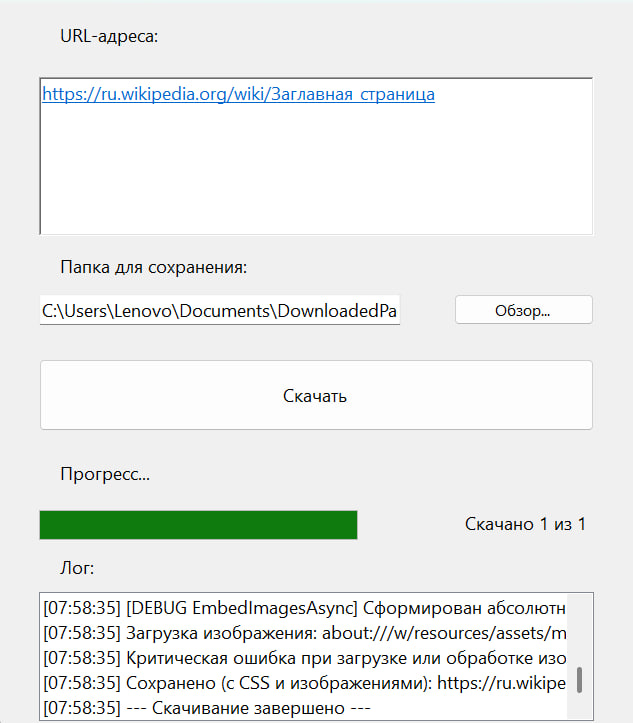 URL-адреса:
https://ru.wikipedia.org/wiki/Заглавная_страница
Папка для сохранения:
C:\Users\Lenovo\Documents\DownloadedPa
Обзор...
Скачать
Прогресс...
Скачано 1 из 1
Лог:
[07:58:35] [DEBUG EmbedImagesAsync] Сформирован абсолютн
[07:58:35] Загрузка изображения: about:///w/resources/assets/m
[07:58:35] Критическая ошибка при загрузке или обработке изо
[07:58:35] Сохранено (с CSS и изображениями): https://ru.wikipe
[07:58:35] --- Скачивание завершено ---